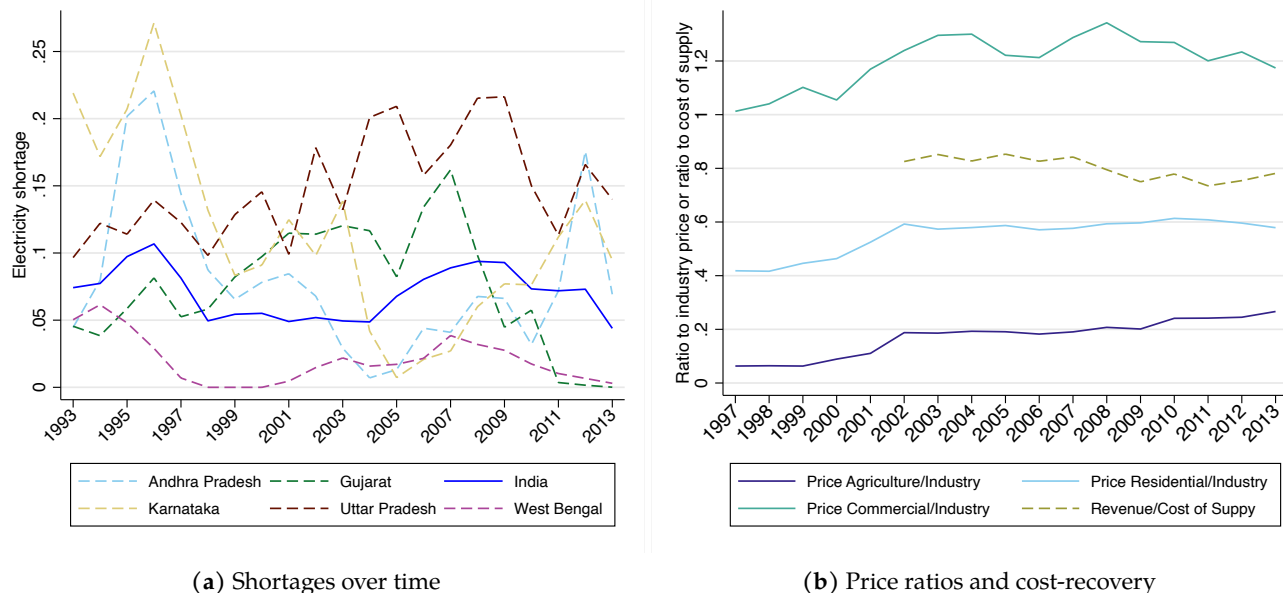 Electricity shortage
.25
.2
.15
.1
.05
0
1993
1995
1997
1999
2001
2003
2005
2007
2009
2011
2013
Andhra Pradesh
Gujarat
India
Karnataka
Uttar Pradesh
West Bengal
(a) Shortages over time
Ratio to industry price or ratio to cost of supply
1.2
1
.8
.6
.4
.2
0
1997
1998
1999
2000
2001
2002
2003
2004
2005
2006
2007
2008
2009
2010
2011
2012
2013
Price Agriculture/Industry
Price Residential/Industry
Price Commercial/Industry
Revenue/Cost of Suppy
(b) Price ratios and cost-recovery